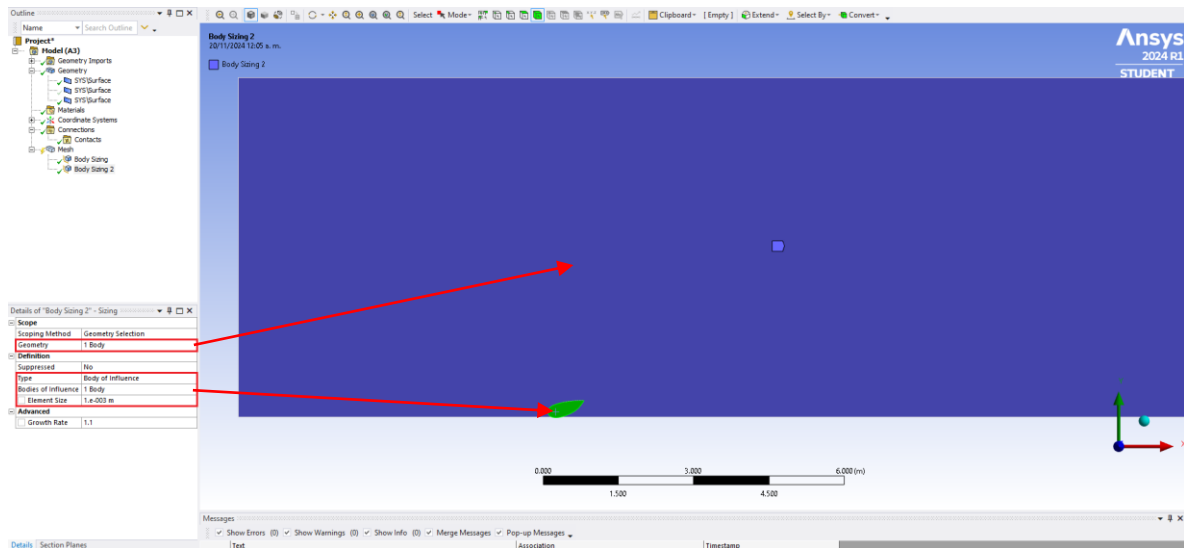 Outline
Name Search Outline
Project*
Model (A3)
Geometry Imports
Geometry
SYS\Surface
SYS\Surface
SYS\Surface
Materials
Coordinate Systems
Connections
Contacts
Mesh
Body Sizing
Body Sizing 2
Select Mode Clipboard [Empty] Extend Select By Convert
Body Sizing 2
20/11/2024 12:05 a. m.
Body Sizing 2
Ansys
2024 R1
STUDENT
Details of "Body Sizing 2" - Sizing
Scope
Scoping Method Geometry Selection
Geometry 1 Body
Definition
Suppressed No
Type Body of Influence
Bodies of Influence 1 Body
Element Size 1.e-003 m
Advanced
Growth Rate 1.1
X
0.000 3.000 6.000 (m)
1.500 4.500
Messages
Show Errors (0) Show Warnings (0) Show Info (0) Merge Messages Pop-up Messages
Text Association Timestamp
Details Section Planes